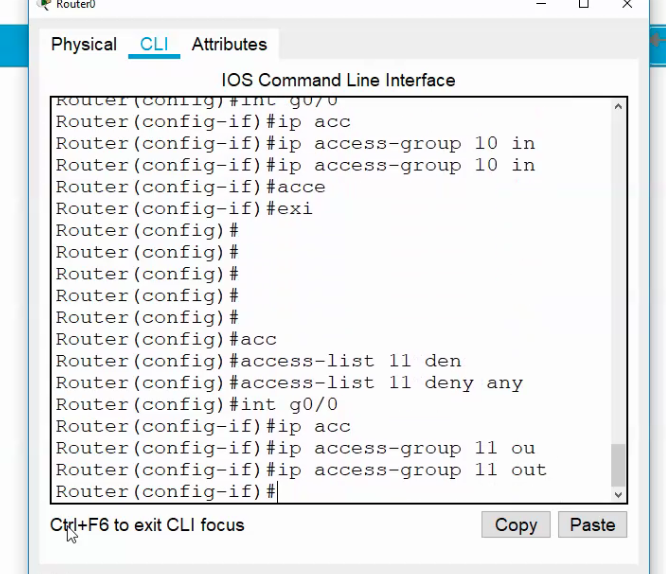 Router0
Physical CLI Attributes
IOS Command Line Interface
Router(config)#int g0/0
Router(config-if)#ip acc
Router(config-if)#ip access-group 10 in
Router(config-if)#ip access-group 10 in
Router(config-if)#acce
Router(config-if)#exi
Router(config)#
Router(config)#
Router(config)#
Router(config)#
Router(config)#
Router(config)#acc
Router(config)#access-list 11 den
Router(config)#access-list 11 deny any
Router(config)#int g0/0
Router(config-if)#ip acc
Router(config-if)#ip access-group 11 ou
Router(config-if)#ip access-group 11 out
Router(config-if)#
Ctrl+F6 to exit CLI focus
Copy Paste